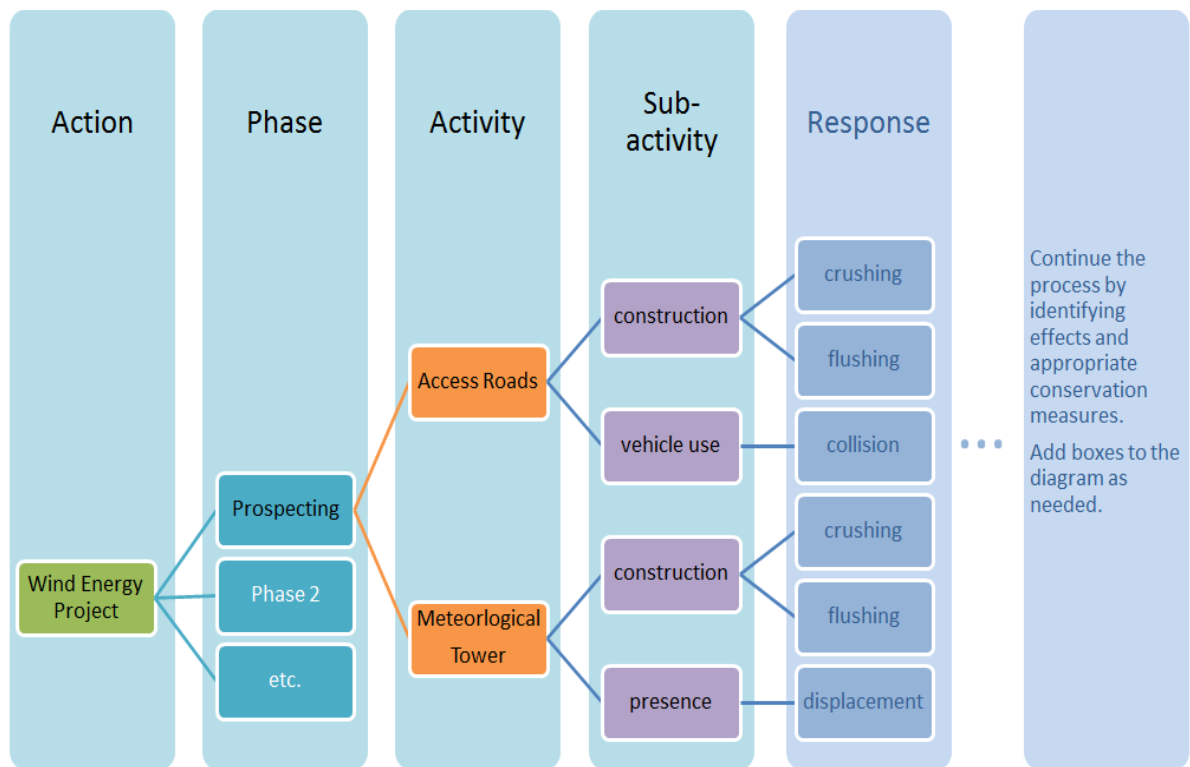 Action
Phase
Activity
Sub-
activity
Response
Wind Energy
Project
Prospecting
Phase 2
etc.
Access Roads
Meteorlogical
Tower
construction
vehicle use
construction
presence
crushing
flushing
collision
crushing
flushing
displacement
...
Continue the
process by
identifying
effects and
appropriate
conservation
measures.
Add boxes to the
diagram as
needed.